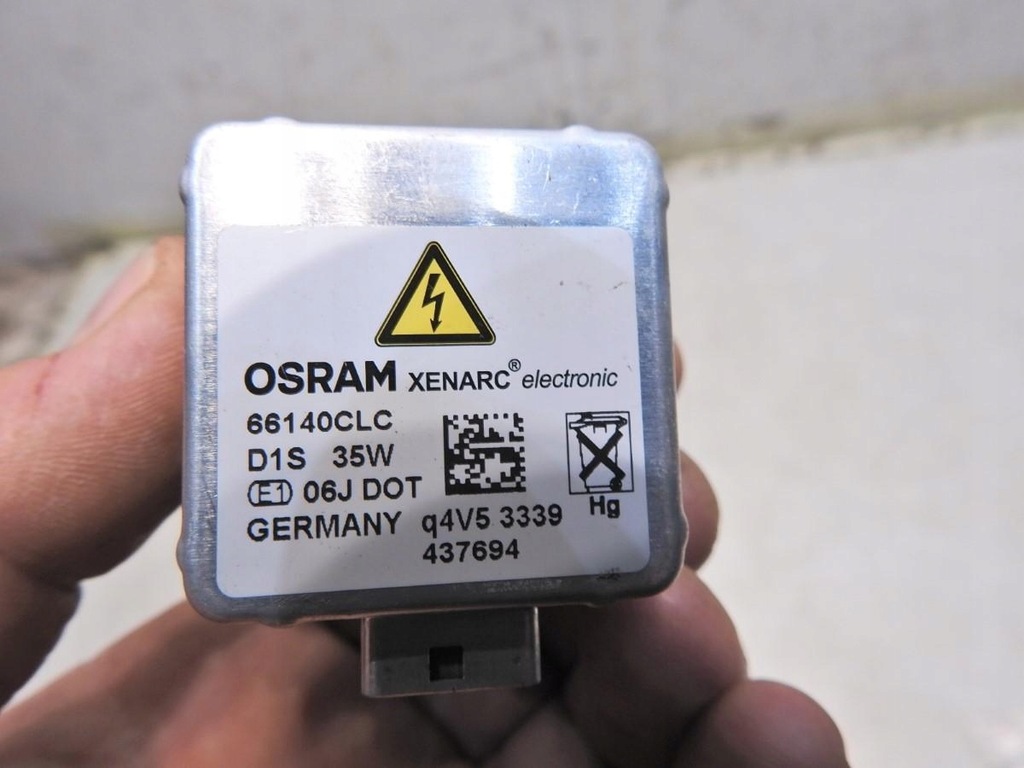 OSRAM XENARC® electronic
66140CLC
D1S 35W
E1 06J DOT
GERMANY q4V5 3339
437694
Hg